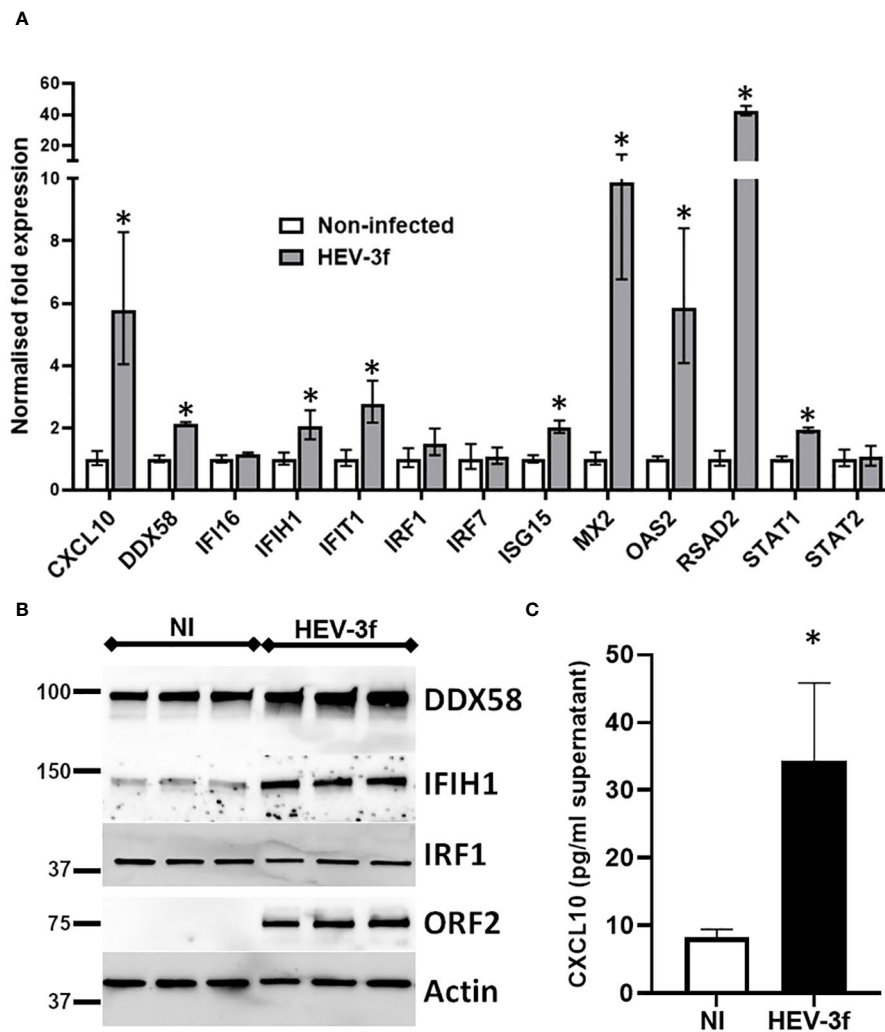 A
Normalised fold expression
60
40
20
10
8
6
4
2
0
* * * * * * * * *
Non-infected
HEV-3f
CXCL10
DDX58
IFI16
IFIH1
IFIT1
IRF1
IRF7
ISG15
MX2
OAS2
RSAD2
STAT1
STAT2
B
NI HEV-3f
100 DDX58
150 IFIH1
37 IRF1
75 ORF2
37 Actin
C
CXCL10 (pg/ml supernatant)
50
40
30
20
10
0
*
NI HEV-3f